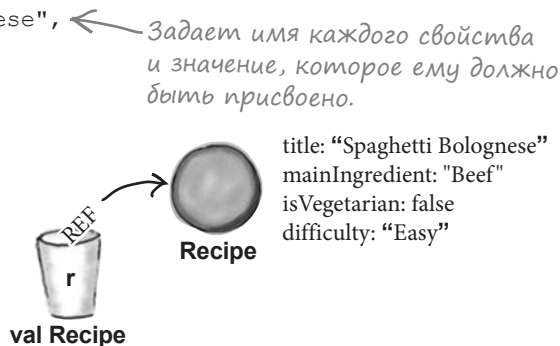 ese",
Задает имя каждого свойства
и значение, которое ему должно
быть присвоено.
title: “Spaghetti Bolognese”
mainIngredient: "Beef"
isVegetarian: false
difficulty: “Easy”
REF
Recipe
r
val Recipe